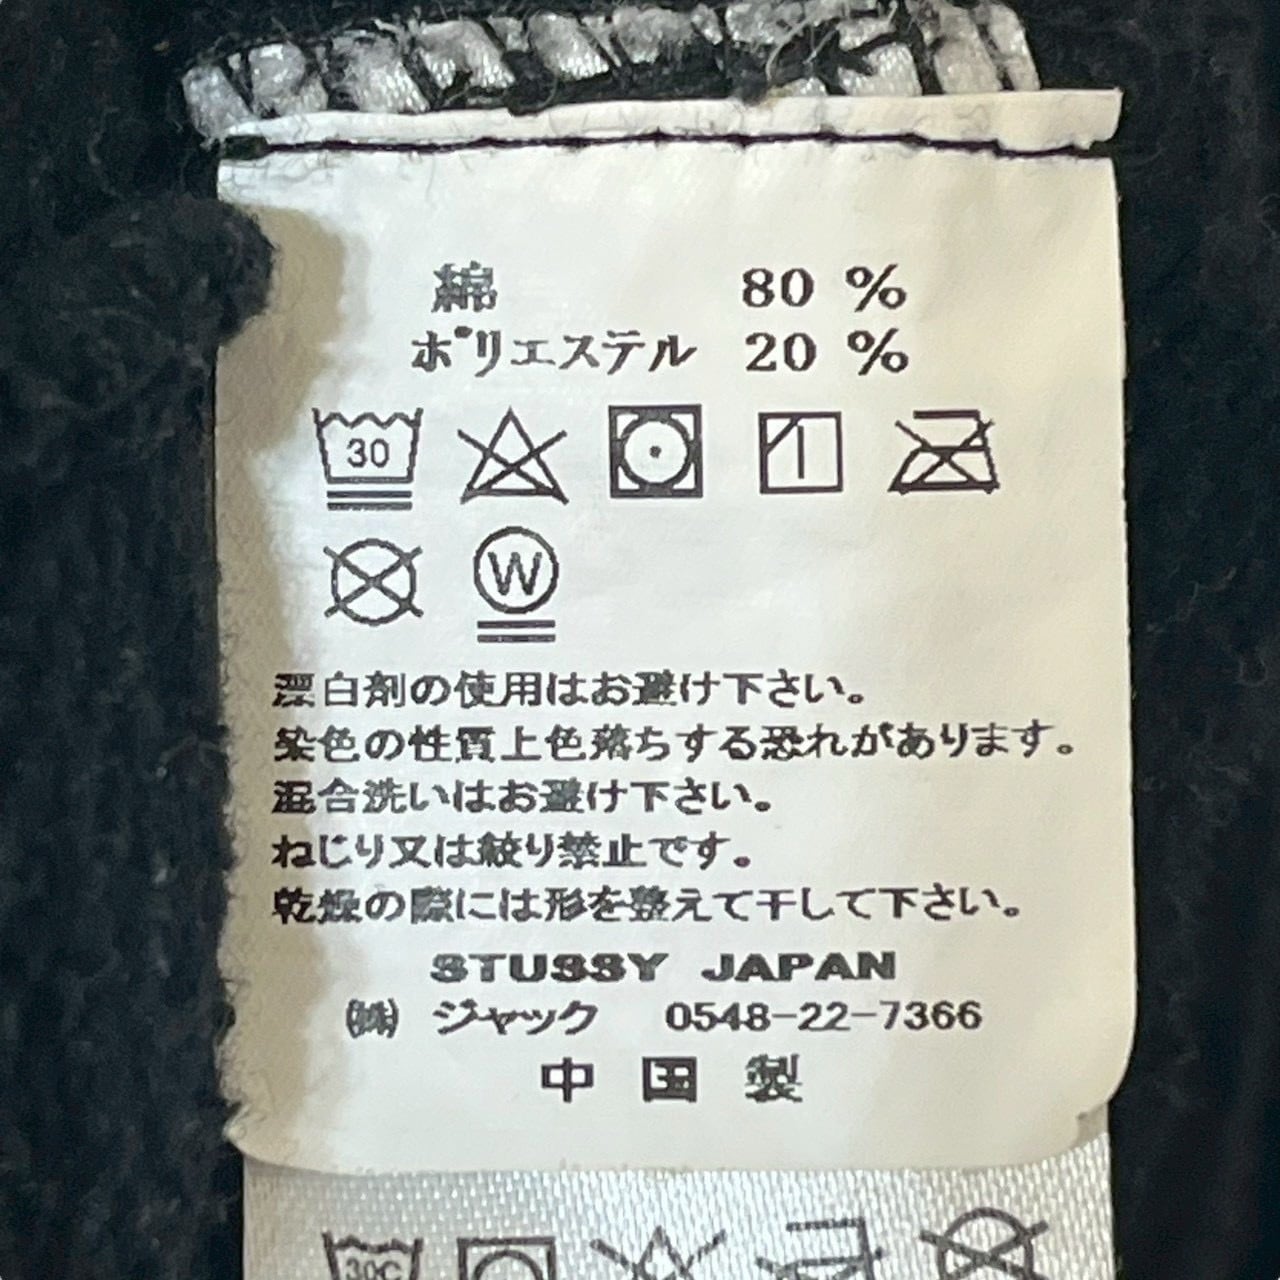 綿 80 %
ポリエステル 20 %
30
W
漂白剤の使用はお避け下さい。
染色の性質上色落ちする恐れがあります。
混合洗いはお避け下さい。
ねじり又は絞り禁止です。
乾燥の際には形を整えて干して下さい。
STUSSY JAPAN
㈱ ジャック 0548-22-7366
中国製
30C